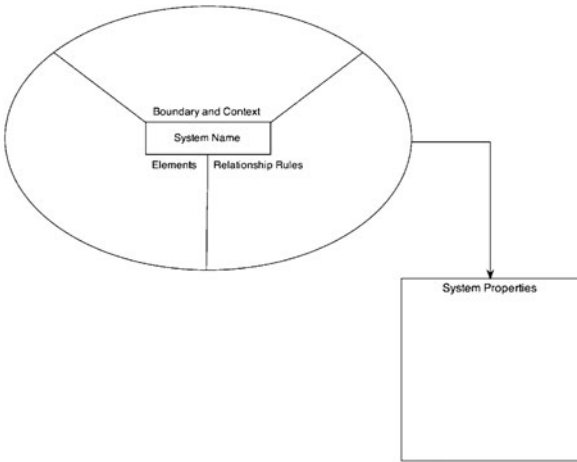 Boundary and Context
System Name
Elements
Relationship Rules
System Properties